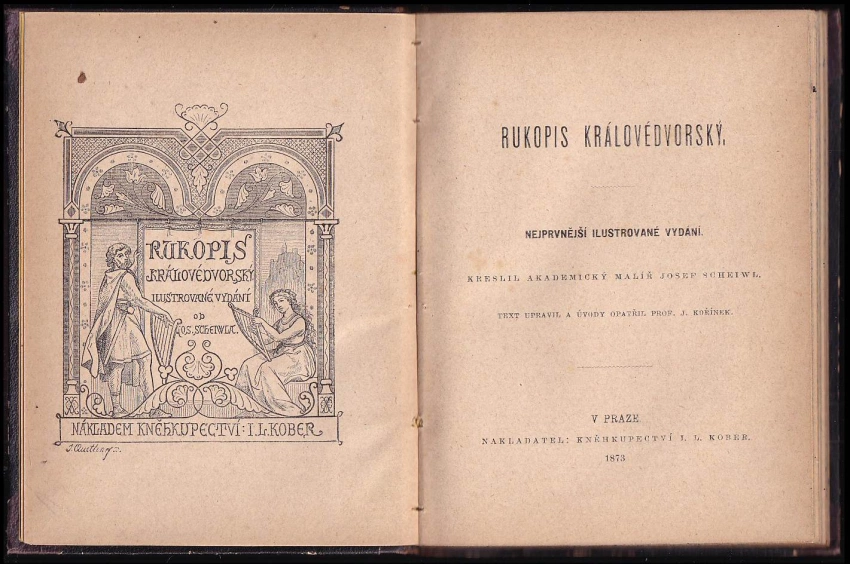 RUKOPIS
KRÁLOVÉDVORSKÝ
ILUSTROVANÉ VYDÁNÍ
OD
JOS. SCHEIWLA.
NÁKLADEM KNĚHKUPECTVÍ · I. L. KOBER.
RUKOPIS KRÁLOVÉDVORSKÝ.
NEJPRVNĚJŠÍ ILUSTROVANÉ VYDÁNÍ.
KRESLIL AKADEMICKÝ MALÍŘ JOSEF SCHEIWL.
TEXT UPRAVIL A ÚVODY OPATŘIL PROF. J. KOŘÍNEK.
V PRAZE.
NAKLADATEL: KNĚHKUPECTVÍ I. L. KOBER.
1873